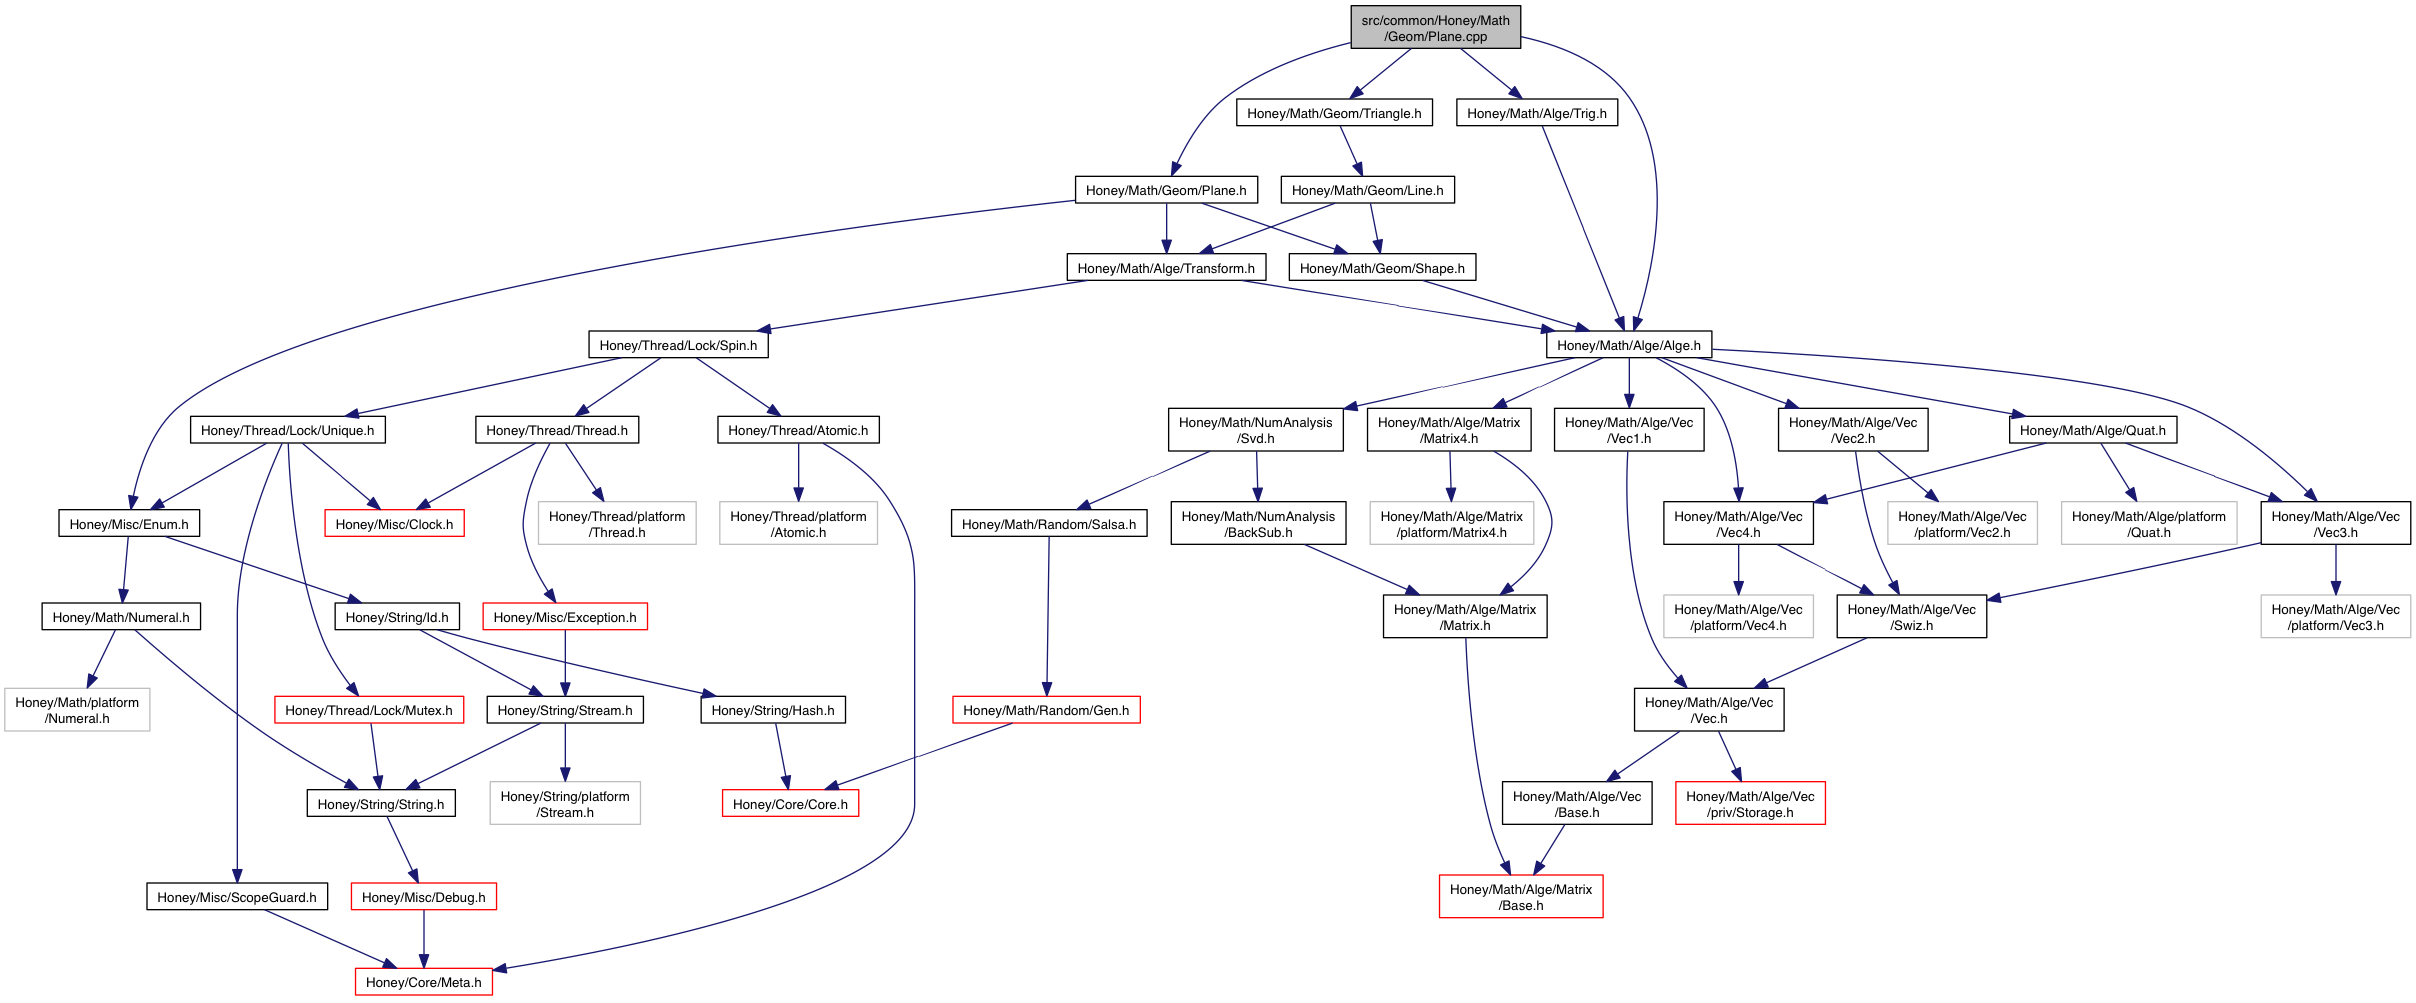 src/common/Honey/Math
/Geom/Plane.cpp
Honey/Math/Geom/Triangle.h
Honey/Math/Alge/Trig.h
Honey/Math/Geom/Plane.h
Honey/Math/Geom/Line.h
Honey/Math/Alge/Transform.h
Honey/Math/Geom/Shape.h
Honey/Thread/Lock/Spin.h
Honey/Math/Alge/Alge.h
Honey/Thread/Lock/Unique.h
Honey/Thread/Thread.h
Honey/Thread/Atomic.h
Honey/Math/NumAnalysis
/Svd.h
Honey/Math/Alge/Matrix
/Matrix4.h
Honey/Math/Alge/Vec
/Vec1.h
Honey/Math/Alge/Vec
/Vec2.h
Honey/Math/Alge/Quat.h
Honey/Misc/Enum.h
Honey/Misc/Clock.h
Honey/Thread/platform
/Thread.h
Honey/Thread/platform
/Atomic.h
Honey/Math/Random/Salsa.h
Honey/Math/NumAnalysis
/BackSub.h
Honey/Math/Alge/Matrix
/platform/Matrix4.h
Honey/Math/Alge/Vec
/Vec4.h
Honey/Math/Alge/Vec
/platform/Vec2.h
Honey/Math/Alge/platform
/Quat.h
Honey/Math/Alge/Vec
/Vec3.h
Honey/Math/Numeral.h
Honey/String/Id.h
Honey/Misc/Exception.h
Honey/Math/Alge/Matrix
/Matrix.h
Honey/Math/Alge/Vec
/platform/Vec4.h
Honey/Math/Alge/Vec
/Swiz.h
Honey/Math/Alge/Vec
/platform/Vec3.h
Honey/Math/platform
/Numeral.h
Honey/Thread/Lock/Mutex.h
Honey/String/Stream.h
Honey/String/Hash.h
Honey/Math/Random/Gen.h
Honey/Math/Alge/Vec
/Vec.h
Honey/String/String.h
Honey/String/platform
/Stream.h
Honey/Core/Core.h
Honey/Math/Alge/Vec
/Base.h
Honey/Math/Alge/Vec
/priv/Storage.h
Honey/Misc/ScopeGuard.h
Honey/Misc/Debug.h
Honey/Math/Alge/Matrix
/Base.h
Honey/Core/Meta.h